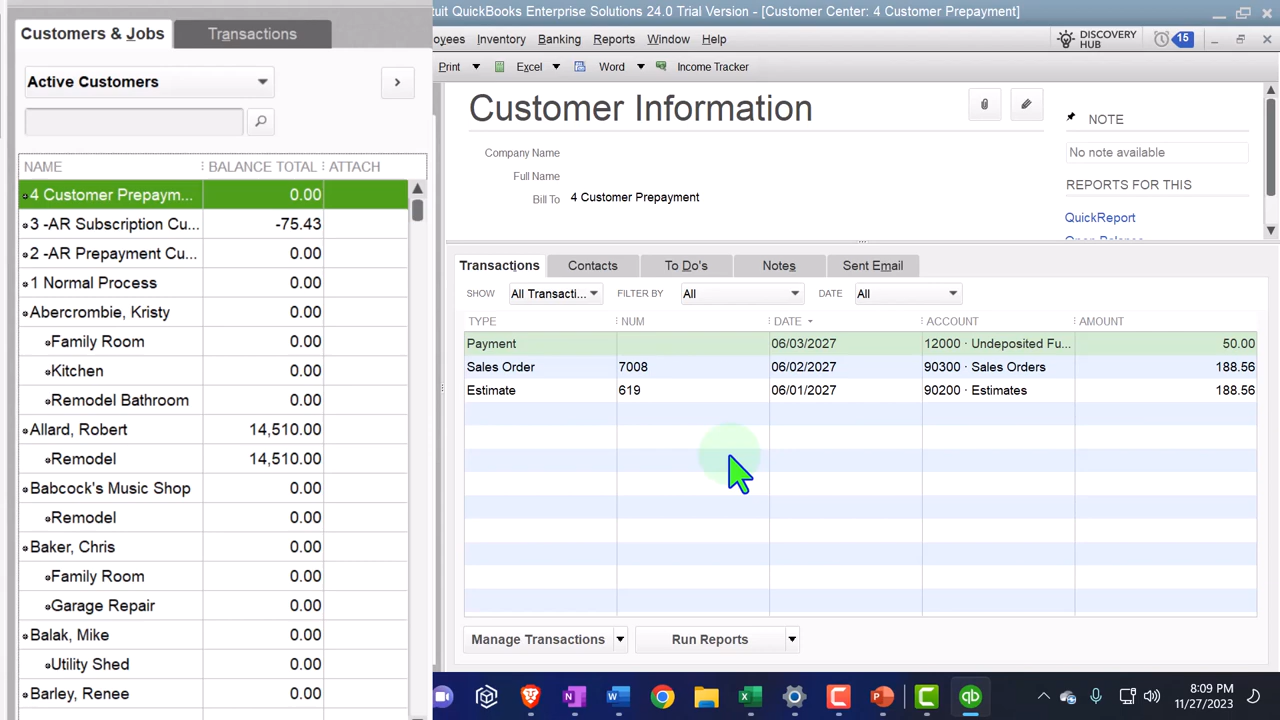 tuit QuickBooks Enterprise Solutions 24.0 Trial Version - [Customer Center: 4 Customer Prepayment]
oyees Inventory Banking Reports Window Help
DISCOVERY HUB 15
Print Excel Word Income Tracker
Customers & Jobs Transactions
Active Customers
NAME BALANCE TOTAL ATTACH
4 Customer Prepaym... 0.00
3 -AR Subscription Cu... -75.43
2 -AR Prepayment Cu... 0.00
1 Normal Process 0.00
Abercrombie, Kristy 0.00
Family Room 0.00
Kitchen 0.00
Remodel Bathroom 0.00
Allard, Robert 14,510.00
Remodel 14,510.00
Babcock's Music Shop 0.00
Remodel 0.00
Baker, Chris 0.00
Family Room 0.00
Garage Repair 0.00
Balak, Mike 0.00
Utility Shed 0.00
Barley, Renee 0.00
Customer Information
Company Name
Full Name
Bill To 4 Customer Prepayment
NOTE
No note available
REPORTS FOR THIS
QuickReport
Transactions Contacts To Do's Notes Sent Email
SHOW All Transacti... FILTER BY All DATE All
TYPE NUM DATE ACCOUNT AMOUNT
Payment 06/03/2027 12000 · Undeposited Fu... 50.00
Sales Order 7008 06/02/2027 90300 · Sales Orders 188.56
Estimate 619 06/01/2027 90200 · Estimates 188.56
Manage Transactions Run Reports
8:09 PM
11/27/2023